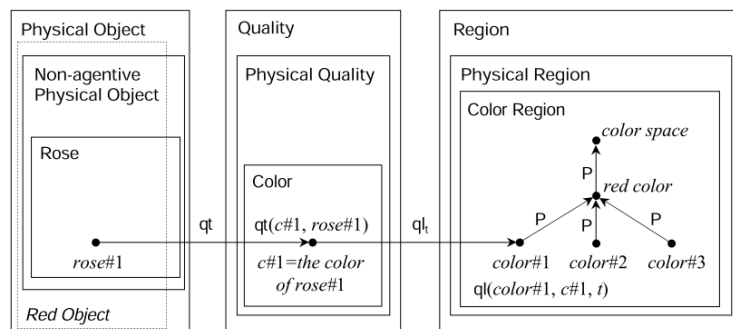 Physical Object
Non-agentive
Physical Object
Rose
rose#1
Red Object
qt
Quality
Physical Quality
Color
qt(c#1, rose#1)
c#1=the color
of rose#1
qlt
Region
Physical Region
Color Region
color space
P
red color
P
P
P
color#1
color#2
color#3
ql(color#1, c#1, t)